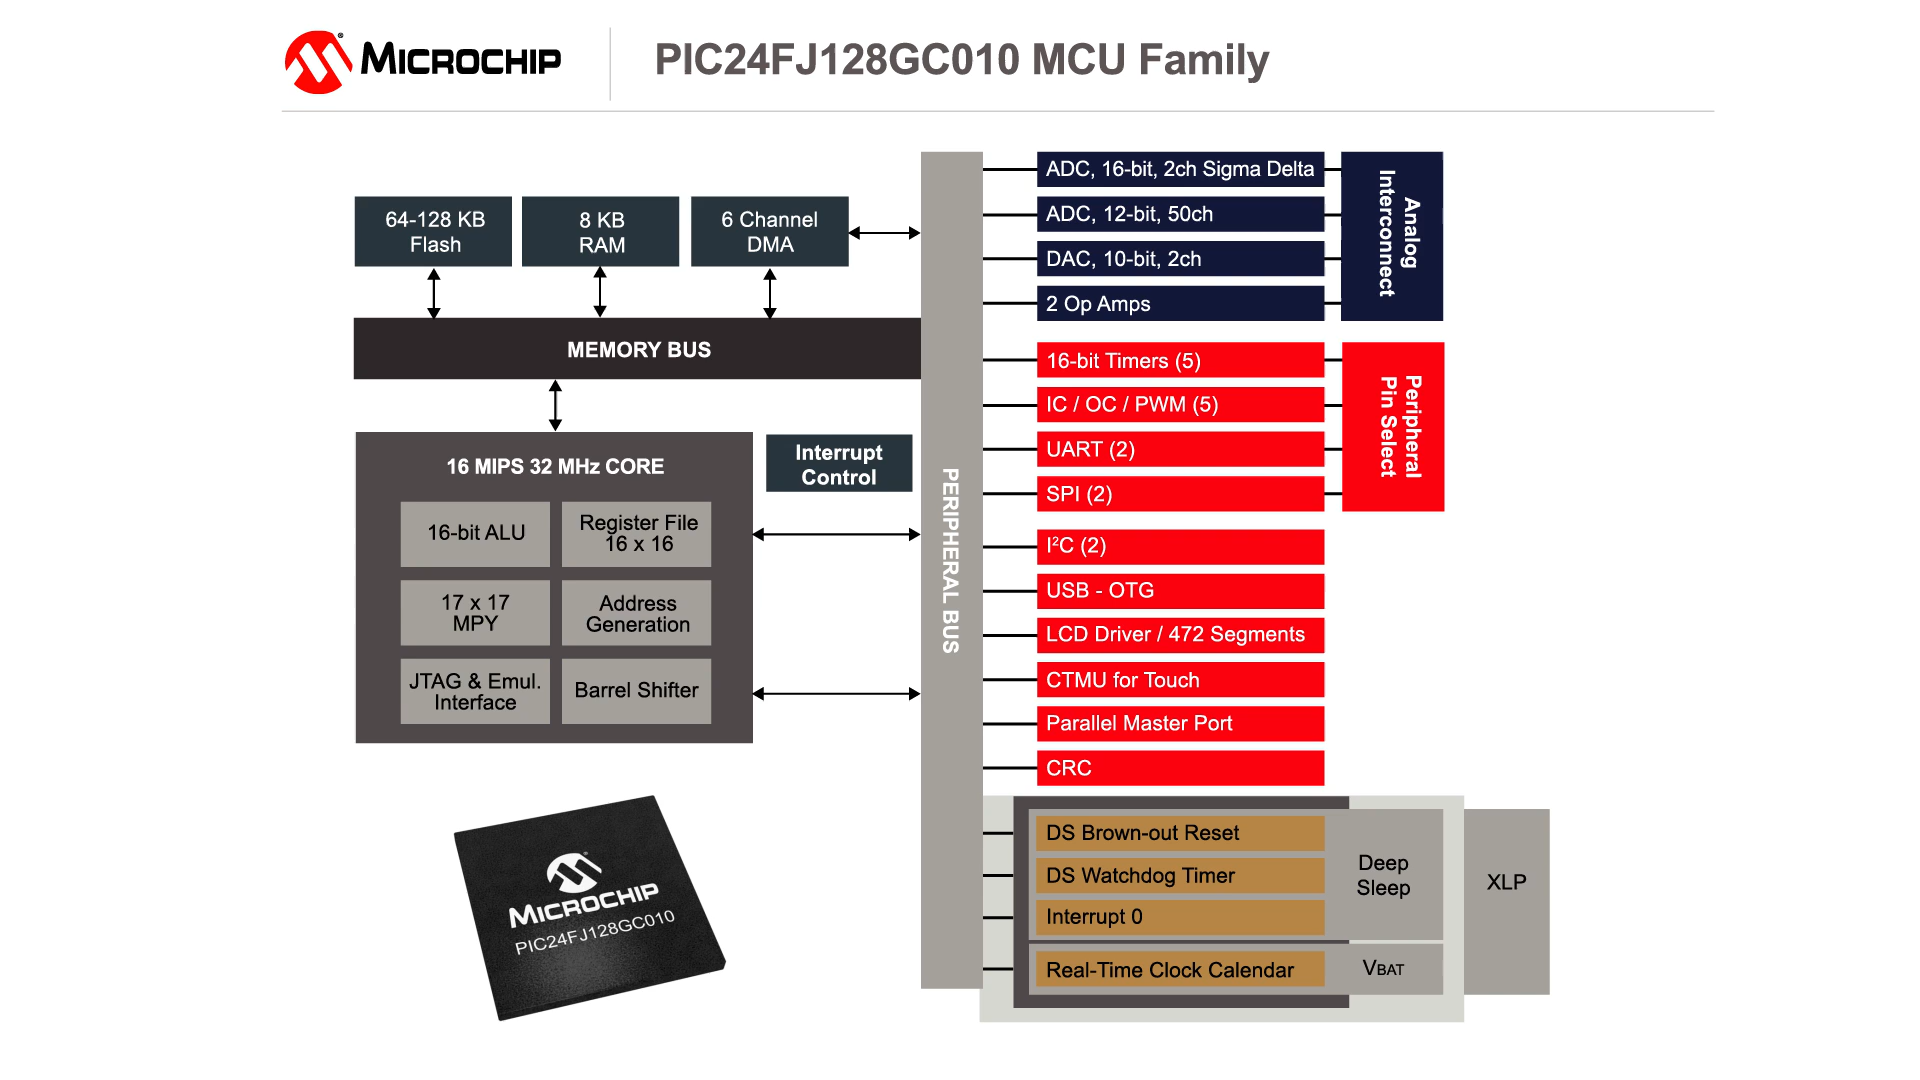 MICROCHIP
PIC24FJ128GC010 MCU Family
64-128 KB
Flash
8 KB
RAM
6 Channel
DMA
MEMORY BUS
16 MIPS 32 MHz CORE
16-bit ALU
Register File
16 x 16
17 x 17
MPY
Address
Generation
JTAG & Emul.
Interface
Barrel Shifter
Interrupt
Control
PERIPHERAL BUS
ADC, 16-bit, 2ch Sigma Delta
ADC, 12-bit, 50ch
DAC, 10-bit, 2ch
2 Op Amps
Analog
Interconnect
16-bit Timers (5)
IC / OC / PWM (5)
UART (2)
SPI (2)
Peripheral
Pin Select
I²C (2)
USB - OTG
LCD Driver / 472 Segments
CTMU for Touch
Parallel Master Port
CRC
DS Brown-out Reset
DS Watchdog Timer
Interrupt 0
Deep
Sleep
Real-Time Clock Calendar
VBAT
XLP
MICROCHIP
PIC24FJ128GC010